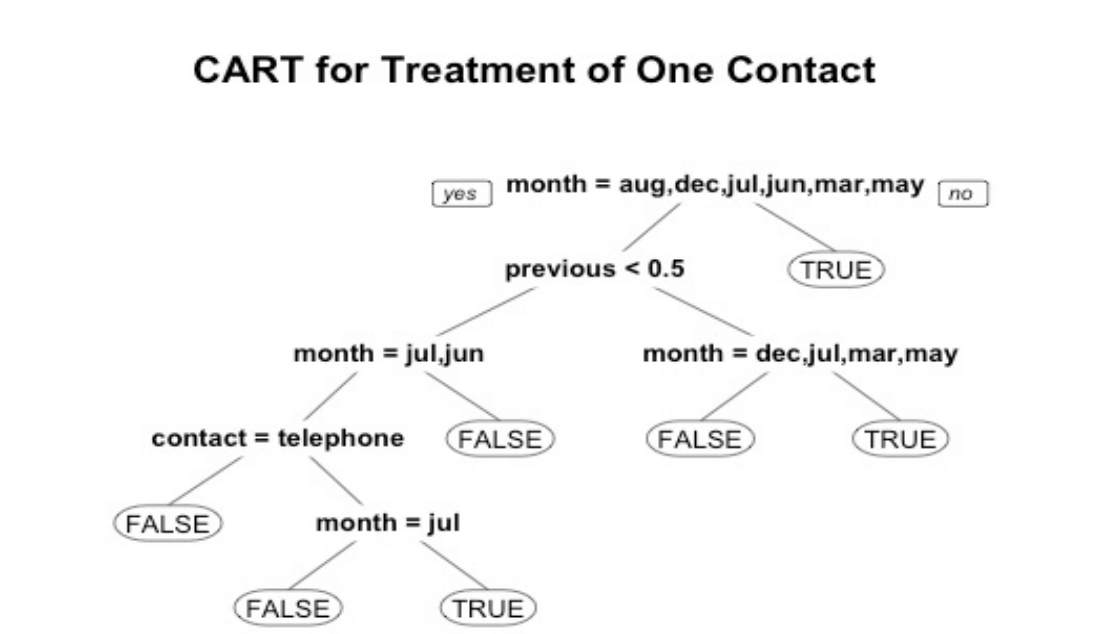 CART for Treatment of One Contact
yes month = aug,dec,jul,jun,mar,may no
previous < 0.5 TRUE
month = jul,jun month = dec,jul,mar,may
contact = telephone FALSE FALSE TRUE
FALSE month = jul
FALSE TRUE